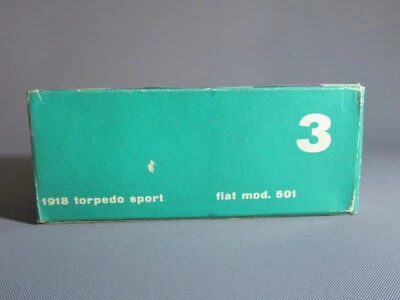 3
1918 torpedo sport fiat mod. 501